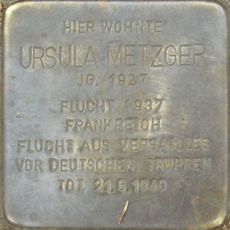 HIER WOHNTE
URSULA METZGER
JG. 1927
FLUCHT 1937
FRANKREICH
FLUCHT AUS VERSAILLES
VOR DEUTSCHEN TRUPPEN
TOT 21.6.1940